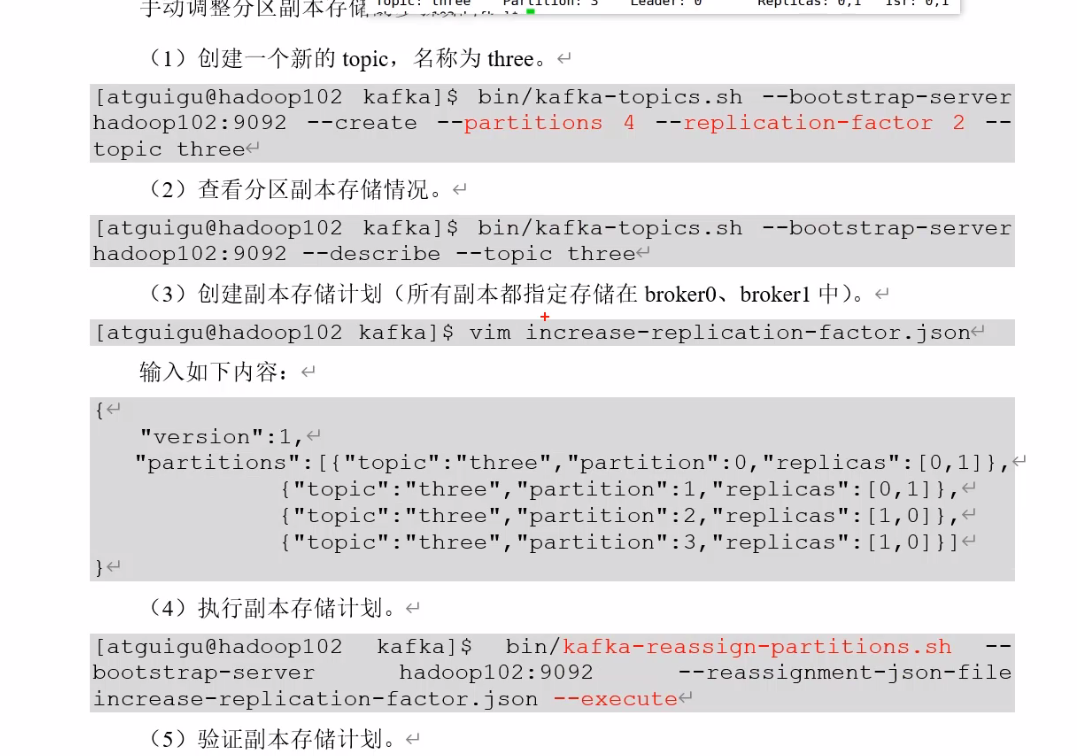 Topic: three Partition: 3 Leader: 0 Replicas: 0,1 Isr: 0,1
手动调整分区副本存储
（1）创建一个新的 topic，名称为 three。
[atguigu@hadoop102 kafka]$ bin/kafka-topics.sh --bootstrap-server
hadoop102:9092 --create --partitions 4 --replication-factor 2 --
topic three
（2）查看分区副本存储情况。
[atguigu@hadoop102 kafka]$ bin/kafka-topics.sh --bootstrap-server
hadoop102:9092 --describe --topic three
（3）创建副本存储计划（所有副本都指定存储在 broker0、broker1 中）。
[atguigu@hadoop102 kafka]$ vim increase-replication-factor.json
输入如下内容：
{
"version":1,
"partitions":[{"topic":"three","partition":0,"replicas":[0,1]},
{"topic":"three","partition":1,"replicas":[0,1]},
{"topic":"three","partition":2,"replicas":[1,0]},
{"topic":"three","partition":3,"replicas":[1,0]}]
}
（4）执行副本存储计划。
[atguigu@hadoop102 kafka]$ bin/kafka-reassign-partitions.sh --
bootstrap-server hadoop102:9092 --reassignment-json-file
increase-replication-factor.json --execute
（5）验证副本存储计划。